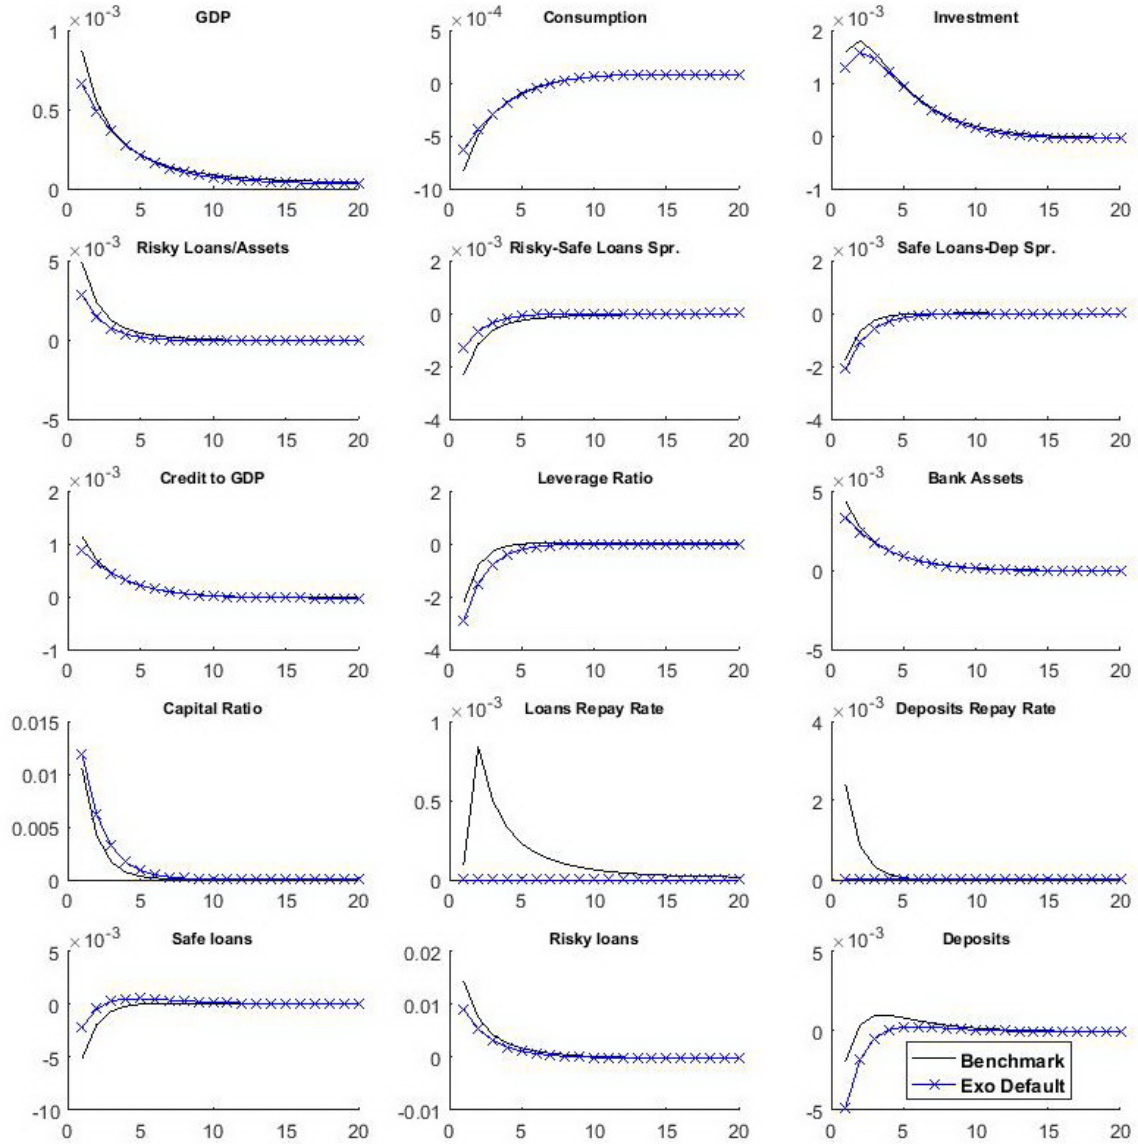 GDP
Consumption
Investment
× 10-3
× 10-4
× 10-3
1
0.5
0
5
0
-5
-10
2
1
0
-1
0 5 10 15 20
0 5 10 15 20
0 5 10 15 20
Risky Loans/Assets
Risky-Safe Loans Spr.
Safe Loans-Dep Spr.
× 10-3
× 10-3
× 10-3
5
0
-5
2
0
-2
-4
2
0
-2
-4
0 5 10 15 20
0 5 10 15 20
0 5 10 15 20
Credit to GDP
Leverage Ratio
Bank Assets
× 10-3
× 10-3
2
1
0
-1
2
0
-2
-4
5
0
-5
0 5 10 15 20
0 5 10 15 20
0 5 10 15 20
Capital Ratio
Loans Repay Rate
Deposits Repay Rate
× 10-3
× 10-3
0.015
0.01
0.005
0
1
0.5
0
4
2
0
0 5 10 15 20
0 5 10 15 20
0 5 10 15 20
Safe loans
Risky loans
Deposits
× 10-3
× 10-3
5
0
-5
-10
0.02
0.01
0
-0.01
5
0
-5
Benchmark
Exo Default
0 5 10 15 20
0 5 10 15 20
0 5 10 15 20